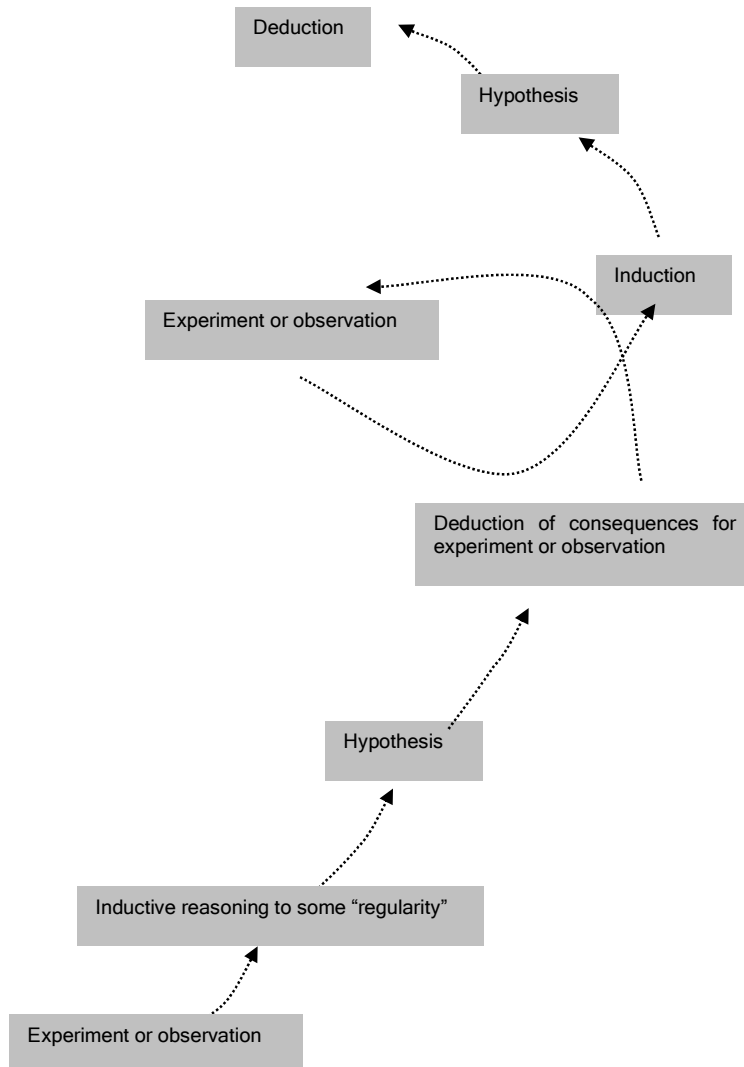 Deduction
Hypothesis
Induction
Experiment or observation
Deduction of consequences for
experiment or observation
Hypothesis
Inductive reasoning to some “regularity”
Experiment or observation